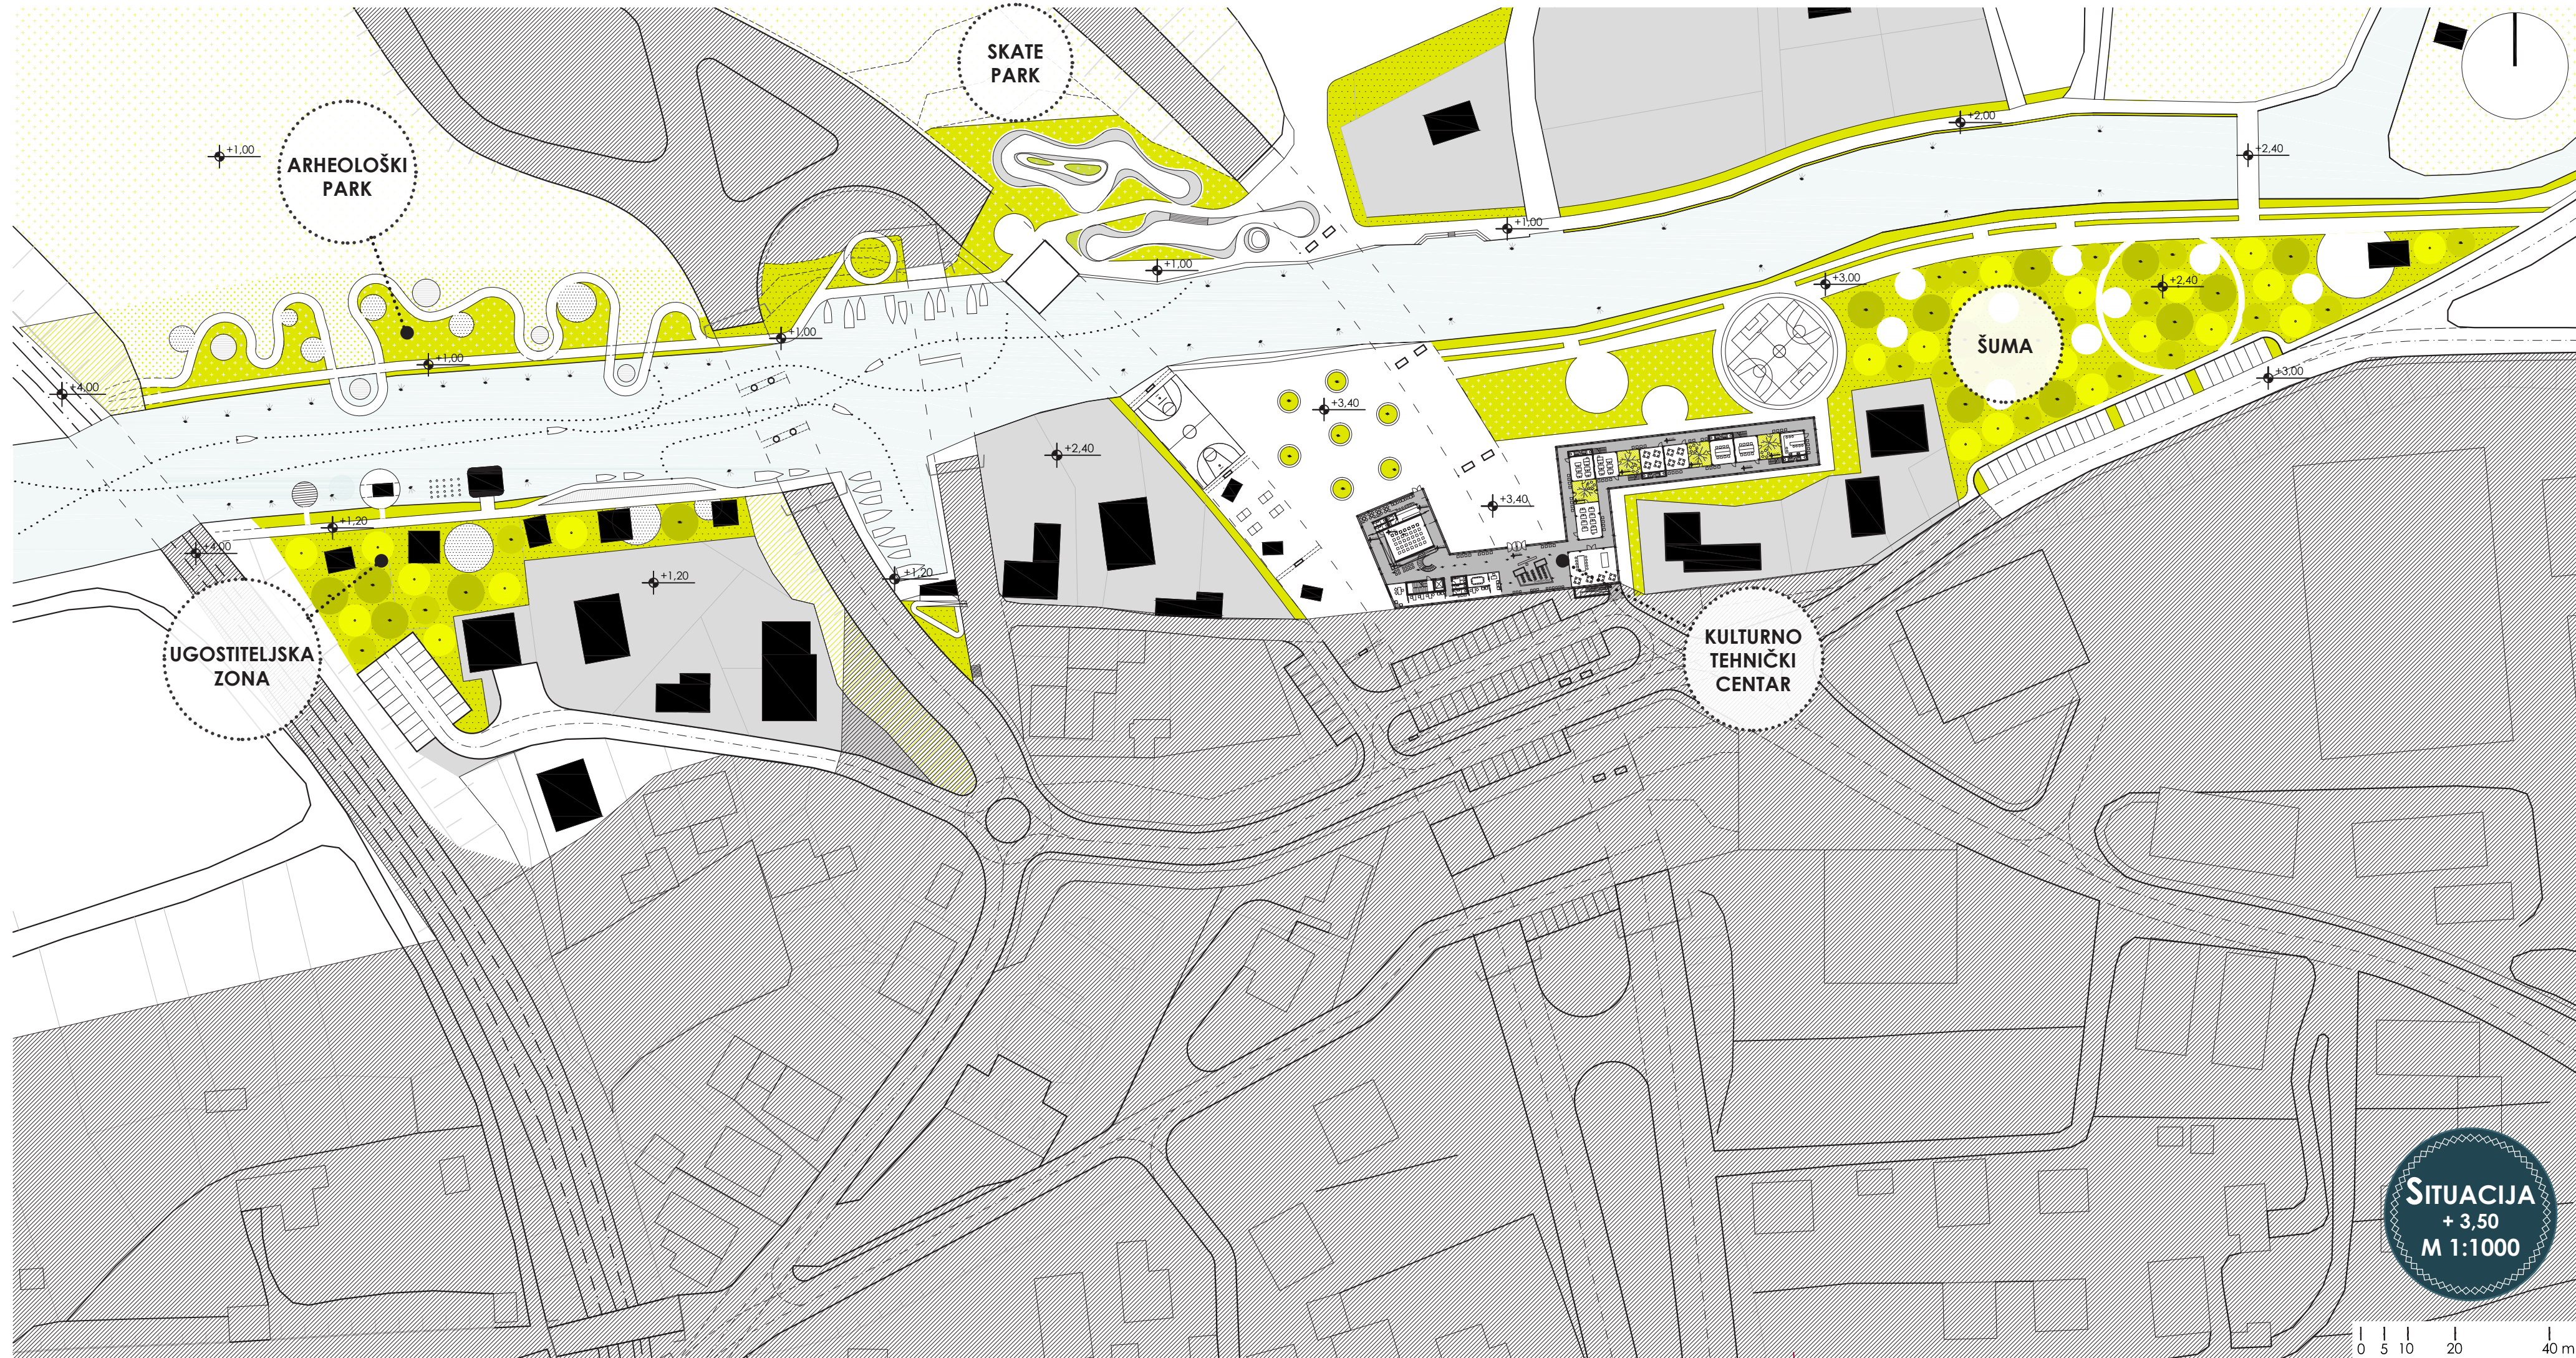 SKATE
PARK
+2,00
+1,00
+2,40
ARHEOLOŠKI
PARK
+1,00
+1,00
+3,00
+2,40
+1,00
ŠUMA
+1,00
+3,00
+4,00
+3,40
+2,40
+3,40
+1,20
+4,00
+1,20
+1,20
UGOSTITELJSKA
ZONA
KULTURNO
TEHNIČKI
CENTAR
SITUACIJA
+ 3,50
M 1:1000
0 5 10 20 40 m